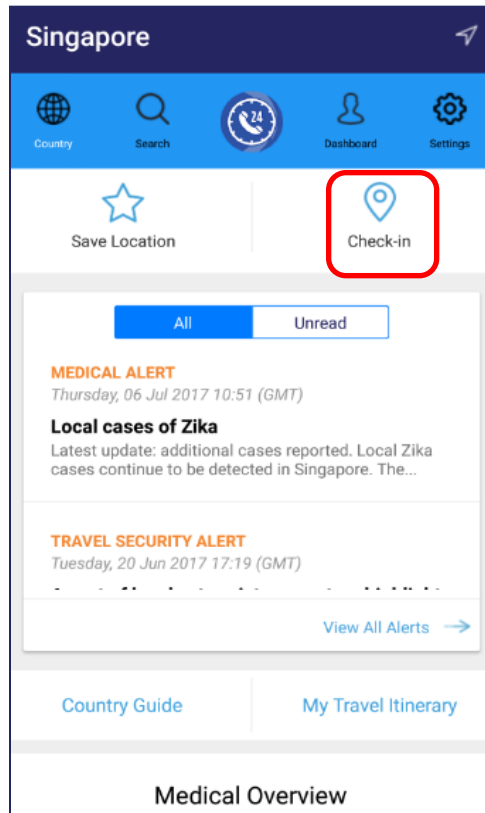 Singapore
Country
Search
24
Dashboard
Settings
Save Location
Check-in
All
Unread
MEDICAL ALERT
Thursday, 06 Jul 2017 10:51 (GMT)
Local cases of Zika
Latest update: additional cases reported. Local Zika
cases continue to be detected in Singapore. The...
TRAVEL SECURITY ALERT
Tuesday, 20 Jun 2017 17:19 (GMT)
View All Alerts
Country Guide
My Travel Itinerary
Medical Overview